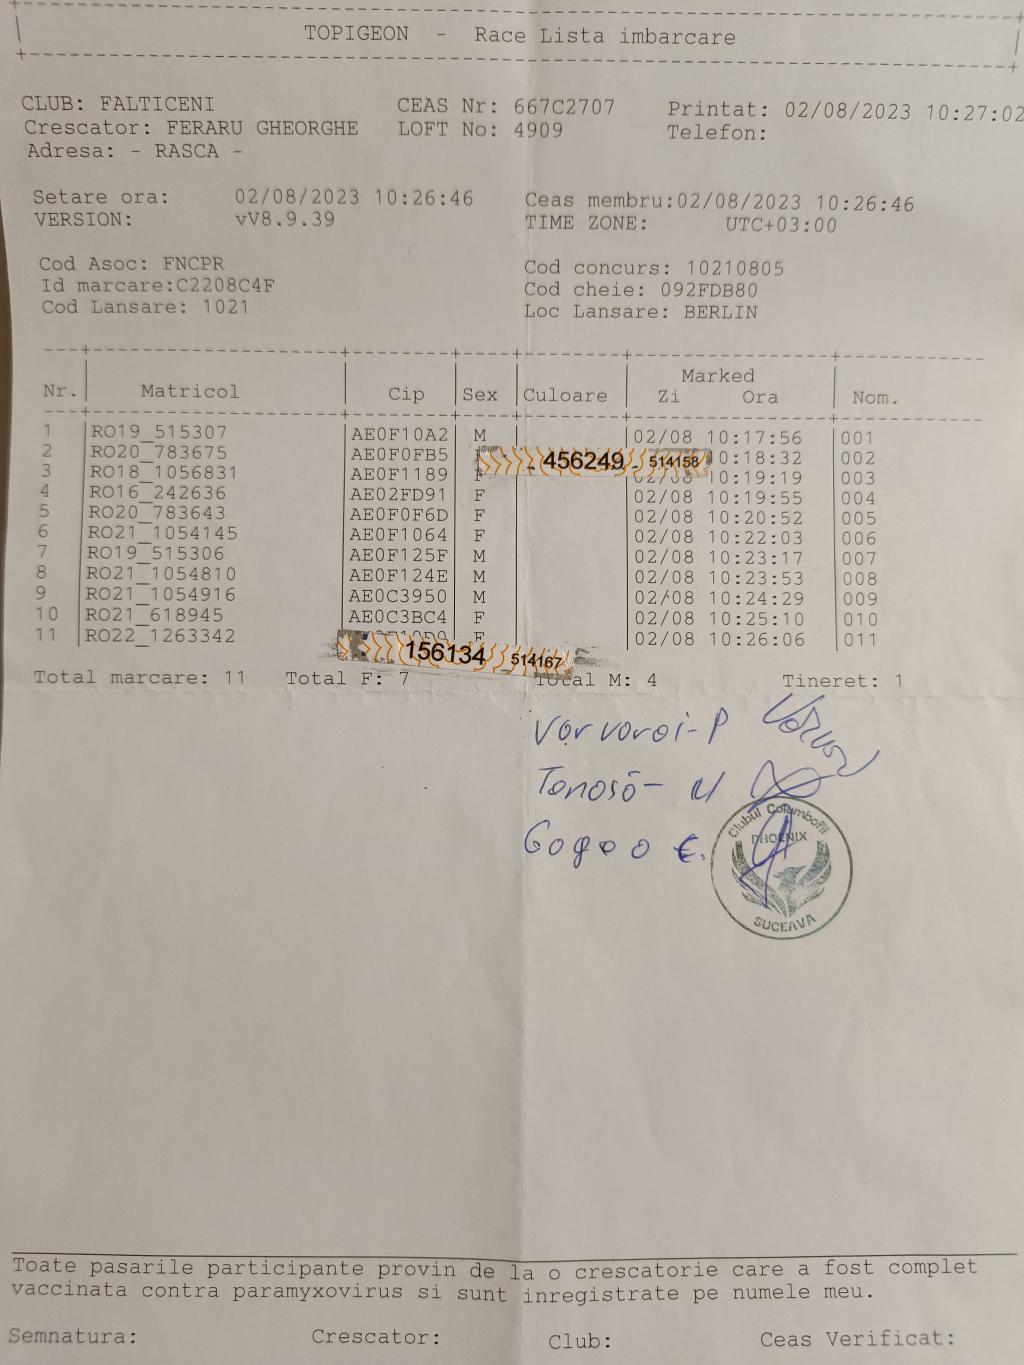 TOPIGEON - Race Lista imbarcare
CLUB: FALTICENI CEAS Nr: 667C2707 Printat: 02/08/2023 10:27:02
Crescator: FERARU GHEORGHE LOFT No: 4909 Telefon:
Adresa: - RASCA -
Setare ora: 02/08/2023 10:26:46 Ceas membru:02/08/2023 10:26:46
VERSION: vV8.9.39 TIME ZONE: UTC+03:00
Cod Asoc: FNCPR Cod concurs: 10210805
Id marcare:C2208C4F Cod cheie: 092FDB80
Cod Lansare: 1021 Loc Lansare: BERLIN
Marked
Nr. Matricol Cip Sex Culoare Zi Ora Nom.
1 RO19_515307 AE0F10A2 M 02/08 10:17:56 001
2 RO20_783675 AE0F0FB5 0:18:32 002
456249 514158
3 RO18_1056831 AE0F1189 F 02/08 10:19:19 003
4 RO16_242636 AE02FD91 F 02/08 10:19:55 004
5 RO20_783643 AE0F0F6D F 02/08 10:20:52 005
6 RO21_1054145 AE0F1064 F 02/08 10:22:03 006
7 RO19_515306 AE0F125F M 02/08 10:23:17 007
8 RO21_1054810 AE0F124E M 02/08 10:23:53 008
9 RO21_1054916 AE0C3950 M 02/08 10:24:29 009
10 RO21_618945 AE0C3BC4 F 02/08 10:25:10 010
11 RO22_1263342 F 02/08 10:26:06 011
156134 514167
Total marcare: 11 Total F: 7 Total M: 4 Tineret: 1
Varvaroi-P
Tanasă-
Clubul Columbofil
PHOENIX
SUCEAVA
Toate pasarile participante provin de la o crescatorie care a fost complet
vaccinata contra paramyxovirus si sunt inregistrate pe numele meu.
Semnatura: Crescator: Club: Ceas Verificat: